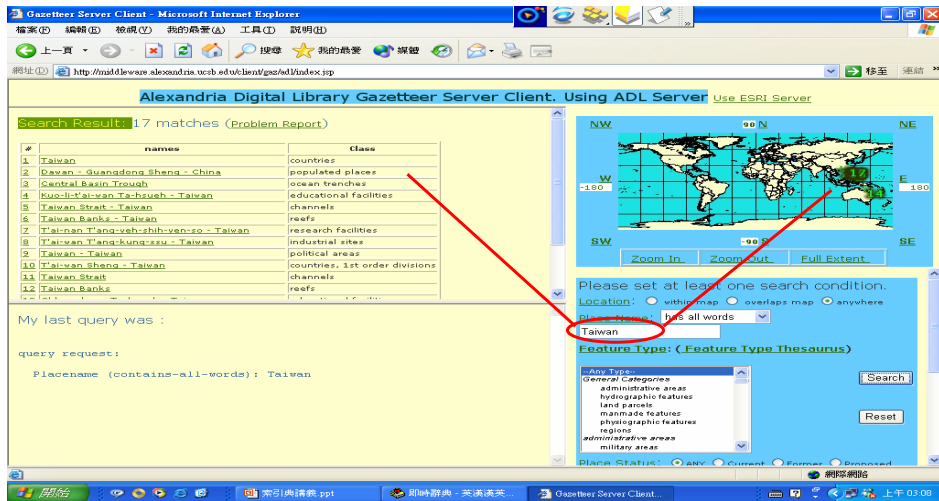 Gazetteer Server Client - Microsoft Internet Explorer
檔案(F) 編輯(E) 檢視(V) 我的最愛(A) 工具(T) 說明(H)
上一頁 搜尋 我的最愛 媒體
網址(D) http://middleware.alexandria.ucsb.edu/client/gaz/adl/index.jsp 移至 連結 »
Alexandria Digital Library Gazetteer Server Client. Using ADL Server Use ESRI Server
Search Result: 17 matches (Problem Report)
# names Class
1 Taiwan countries
2 Dawan - Guangdong Sheng - China populated places
3 Central Basin Trough ocean trenches
4 Kuo-li-t'ai-wan Ta-hsueh - Taiwan educational facilities
5 Taiwan Strait - Taiwan channels
6 Taiwan Banks - Taiwan reefs
7 T'ai-nan T'ang-yeh-shih-yen-so - Taiwan research facilities
8 T'ai-wan T'ang-kung-ssu - Taiwan industrial sites
9 Taiwan - Taiwan political areas
10 T'ai-wan Sheng - Taiwan countries, 1st order divisions
11 Taiwan Strait channels
12 Taiwan Banks reefs
My last query was :
query request:
Placename (contains-all-words): Taiwan
NW 90 N NE
W -180 17 14 E 180
SW -90 S SE
Zoom In Zoom Out Full Extent
Please set at least one search condition.
Location: within map overlaps map anywhere
Place Name: has all words
Taiwan
Feature Type: ( Feature Type Thesaurus)
--Any Type--
General Categories
administrative areas
hydrographic features
land parcels
manmade features
physiographic features
regions
administrative areas
military areas
Search
Reset
Place Status: ANY Current Former Proposed
網際網路
開始 索引典講義.ppt 即時辭典 - 英漢漢英... Gazetteer Server Client... 上午 03:08